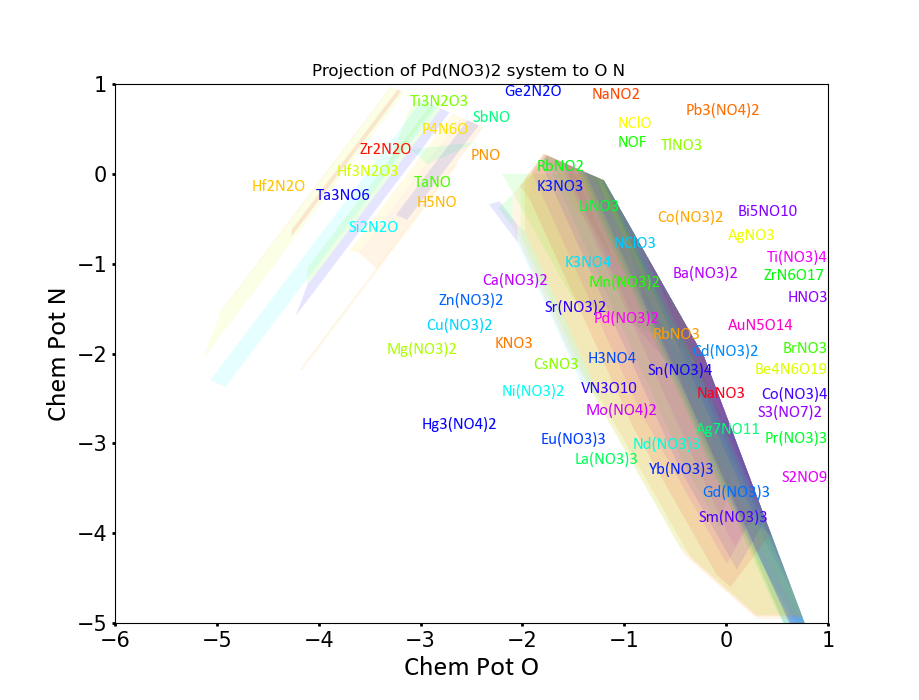 Projection of Pd(NO3)2 system to O N
Chem Pot N
1
0
−1
−2
−3
−4
−5
Ge2N2O
NaNO2
Ti3N2O3
Pb3(NO4)2
SbNO
NClO
P4N6O
NOF
TlNO3
Zr2N2O
PNO
RbNO2
Hf3N2O3
TaNO
Hf2N2O
K3NO3
Ta3NO6
H5NO
LiNO3
Bi5NO10
Co(NO3)2
Si2N2O
AgNO3
NClO3
Ti(NO3)4
K3NO4
Ba(NO3)2
ZrN6O17
Ca(NO3)2
Mn(NO3)2
HNO3
Zn(NO3)2
Sr(NO3)2
Pd(NO3)2
Cu(NO3)2
AuN5O14
RbNO3
KNO3
Mg(NO3)2
Cd(NO3)2
BrNO3
H3NO4
CsNO3
Sn(NO3)4
Be4N6O19
Ni(NO3)2
VN3O10
NaNO3
Co(NO3)4
Mo(NO4)2
S3(NO7)2
Hg3(NO4)2
Ag7NO11
Eu(NO3)3
Nd(NO3)3
Pr(NO3)3
La(NO3)3
Yb(NO3)3
S2NO9
Gd(NO3)3
Sm(NO3)3
−6 −5 −4 −3 −2 −1 0 1
Chem Pot O